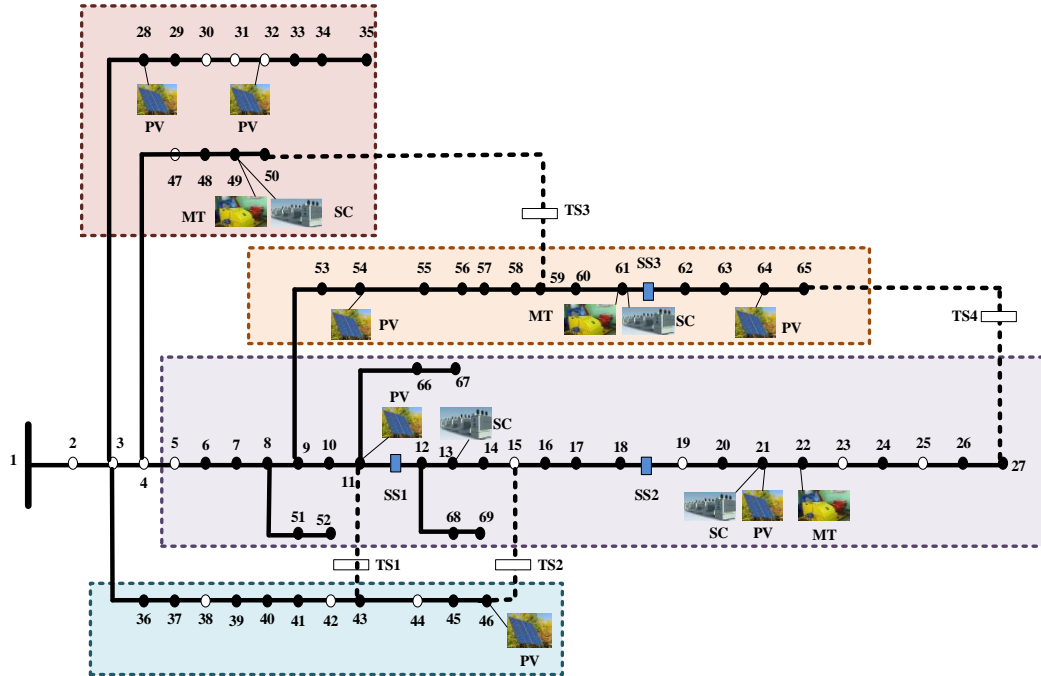 28 29 30 31 32 33 34 35
PV PV
47 48 49 50
MT SC
TS3
53 54 55 56 57 58 59 60 61 SS3 62 63 64 65
PV MT SC PV
TS4
66 67
PV
SC
1 2 3 4 5 6 7 8 9 10 11 SS1 12 13 14 15 16 17 18 SS2 19 20 21 22 23 24 25 26 27
SC PV MT
51 52 68 69
TS1 TS2
36 37 38 39 40 41 42 43 44 45 46
PV